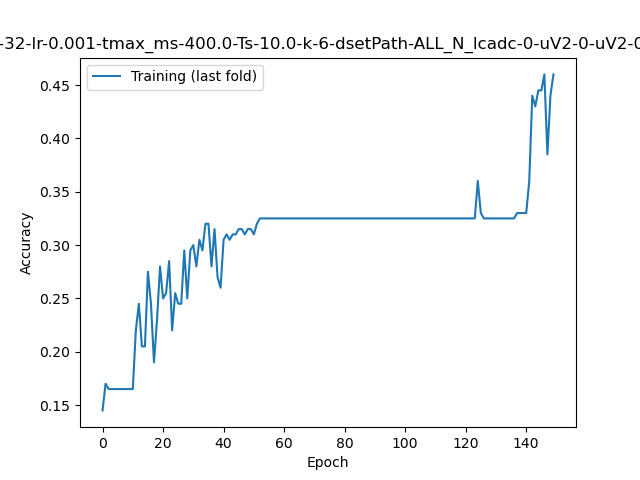 -32-lr-0.001-tmax_ms-400.0-Ts-10.0-k-6-dsetPath-ALL_N_lcadc-0-uV2-0-uV2-0
Training (last fold)
0.45
0.40
0.35
0.30
0.25
0.20
0.15
Accuracy
0 20 40 60 80 100 120 140
Epoch